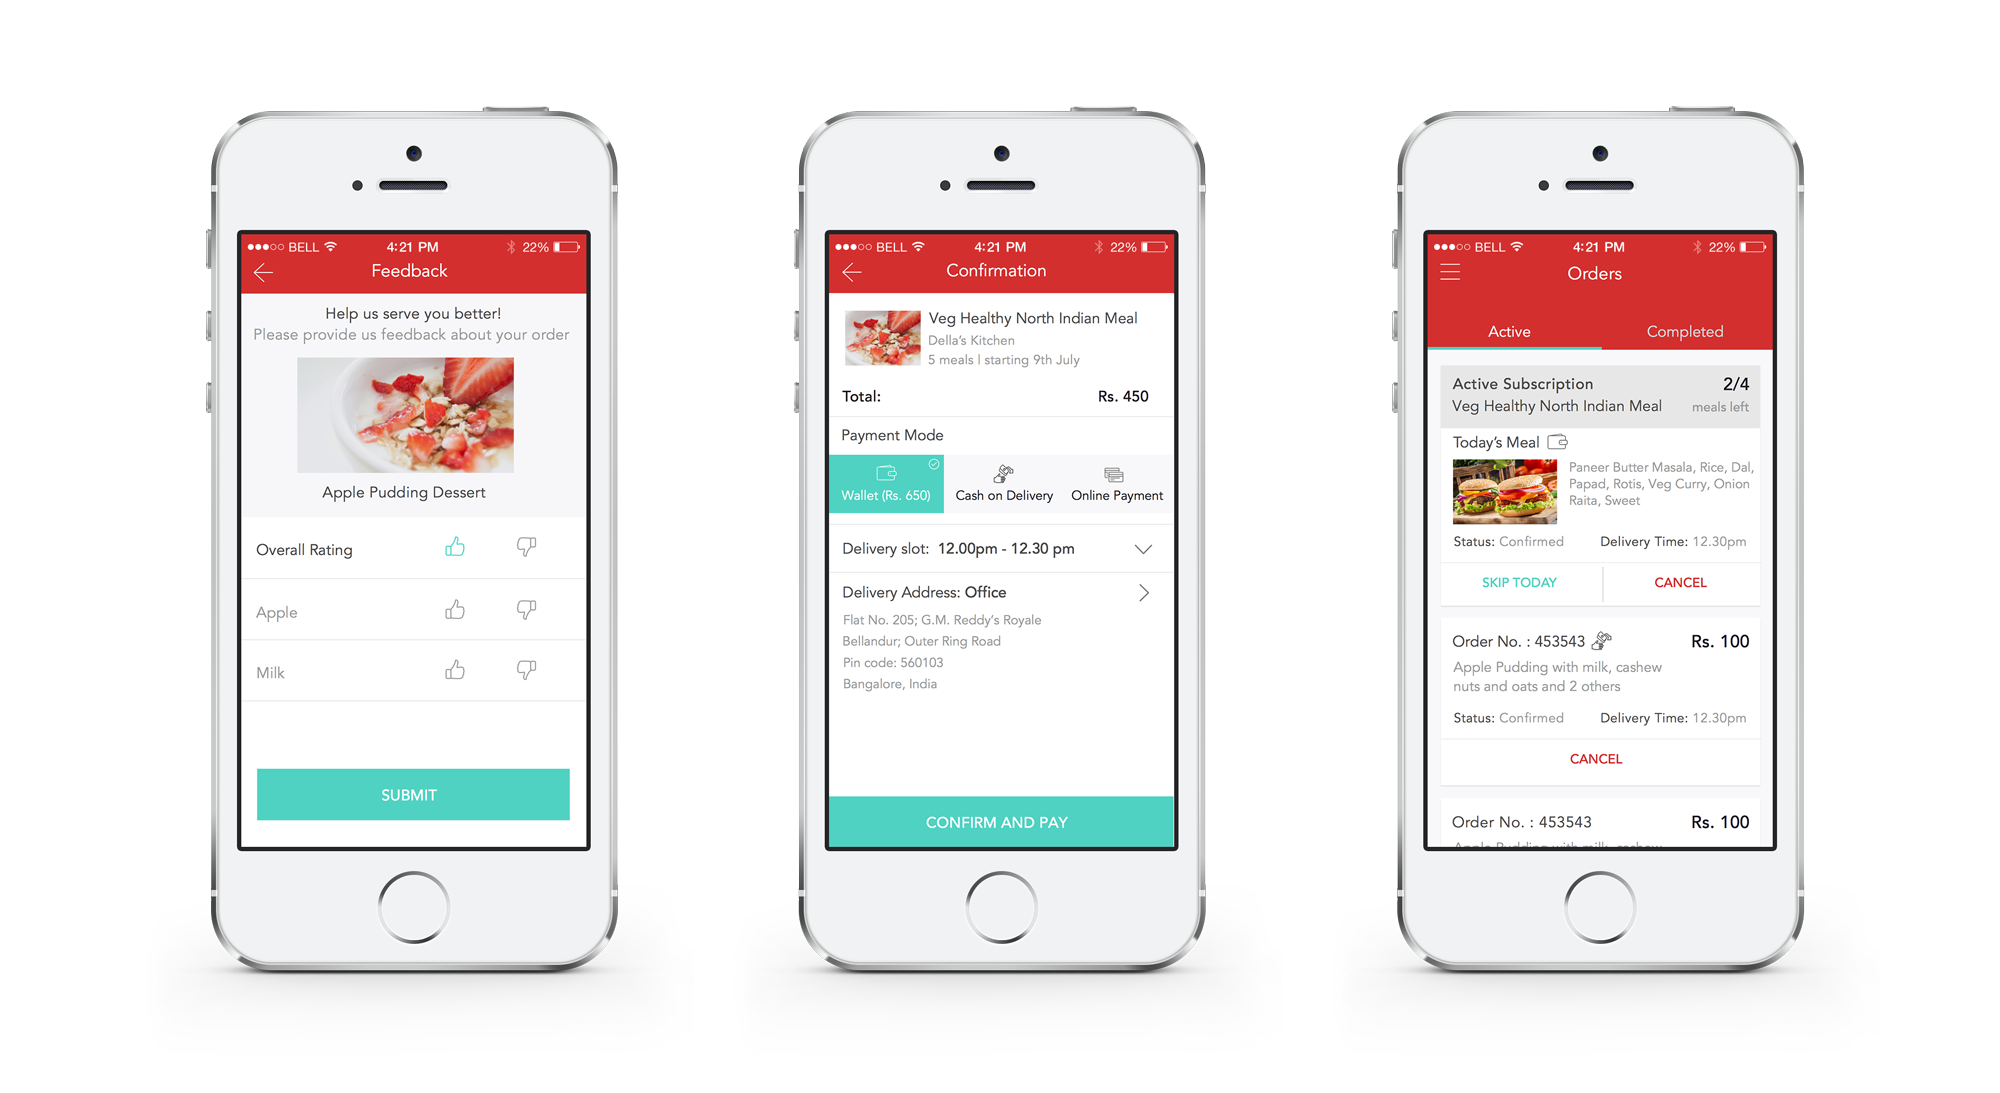 BELL 4:21 PM 22%
Feedback
Help us serve you better!
Please provide us feedback about your order
Apple Pudding Dessert
Overall Rating
Apple
Milk
SUBMIT
BELL 4:21 PM 22%
Confirmation
Veg Healthy North Indian Meal
Della's Kitchen
5 meals | starting 9th July
Total: Rs. 450
Payment Mode
Wallet (Rs. 650) Cash on Delivery Online Payment
Delivery slot: 12.00pm - 12.30 pm
Delivery Address: Office
Flat No. 205; G.M. Reddy's Royale
Bellandur; Outer Ring Road
Pin code: 560103
Bangalore, India
CONFIRM AND PAY
BELL 4:21 PM 22%
Orders
Active Completed
Active Subscription 2/4
Veg Healthy North Indian Meal meals left
Today's Meal
Paneer Butter Masala, Rice, Dal,
Papad, Rotis, Veg Curry, Onion
Raita, Sweet
Status: Confirmed Delivery Time: 12.30pm
SKIP TODAY CANCEL
Order No. : 453543 Rs. 100
Apple Pudding with milk, cashew
nuts and oats and 2 others
Status: Confirmed Delivery Time: 12.30pm
CANCEL
Order No. : 453543 Rs. 100
Apple Pudding with milk, cashew